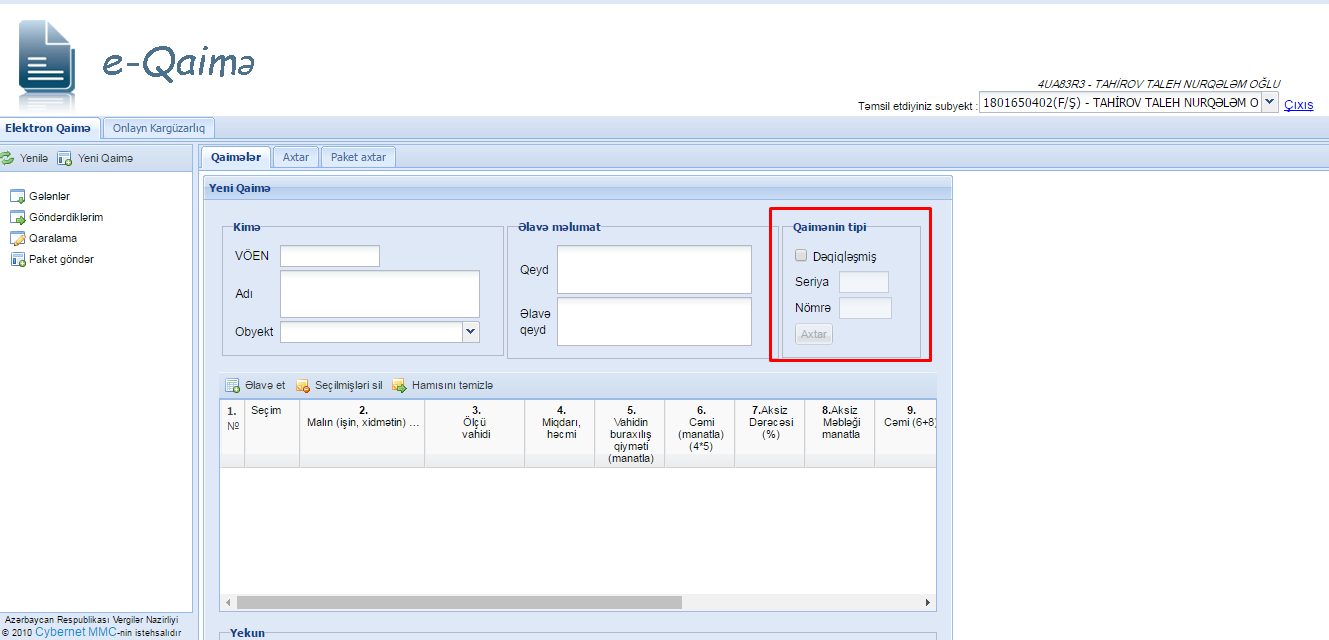 e-Qaimə
4UA83R3 - TAHİROV TALEH NURQƏLƏM OĞLU
Təmsil etdiyiniz subyekt : 1801650402(F/Ş) - TAHİROV TALEH NURQƏLƏM O Çıxıs
Elektron Qaimə Onlayn Kargüzarlıq
Yenilə Yeni Qaimə
Qaimələr Axtar Paket axtar
Gələnlər
Göndərdiklərim
Qaralama
Paket göndər
Yeni Qaimə
Kimə
VÖEN
Adı
Obyekt
Əlavə məlumat
Qeyd
Əlavə
qeyd
Qaimənin tipi
Dəqiqləşmiş
Seriya
Nömrə
Axtar
Əlavə et Seçilmişləri sil Hamısını təmizlə
1.
№
Seçim
2.
Malın (işin, xidmətin) ...
3.
Ölçü
vahidi
4.
Miqdarı,
həcmi
5.
Vahidin
buraxılış
qiyməti
(manatla)
6.
Cəmi
(manatla)
(4*5)
7.Aksiz
Dərəcəsi
(%)
8.Aksiz
Məbləği
manatla
9.
Cəmi (6+8)
Yekun
Azərbaycan Respublikası Vergilər Nazirliyi
© 2010 Cybernet MMC-nin istehsalıdır